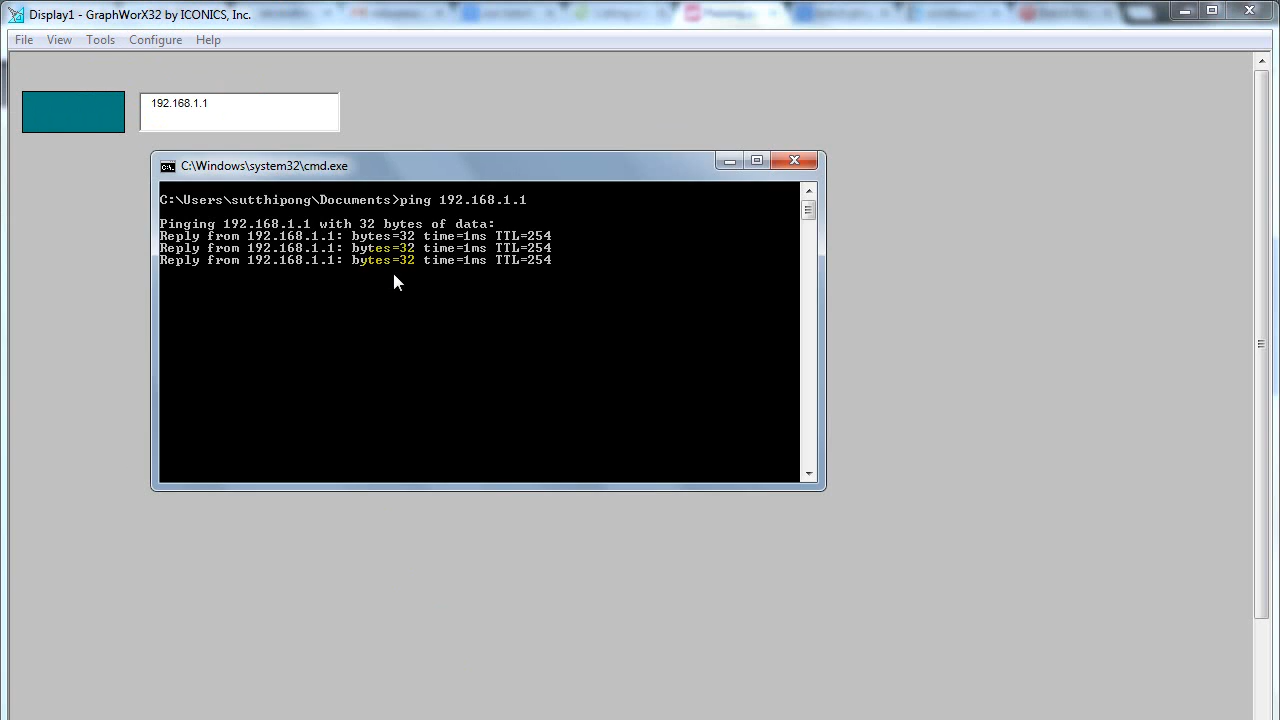 Display1 - GraphWorX32 by ICONICS, Inc.
File View Tools Configure Help
192.168.1.1
C:\Windows\system32\cmd.exe
C:\Users\sutthipong\Documents>ping 192.168.1.1
Pinging 192.168.1.1 with 32 bytes of data:
Reply from 192.168.1.1: bytes=32 time=1ms TTL=254
Reply from 192.168.1.1: bytes=32 time=1ms TTL=254
Reply from 192.168.1.1: bytes=32 time=1ms TTL=254